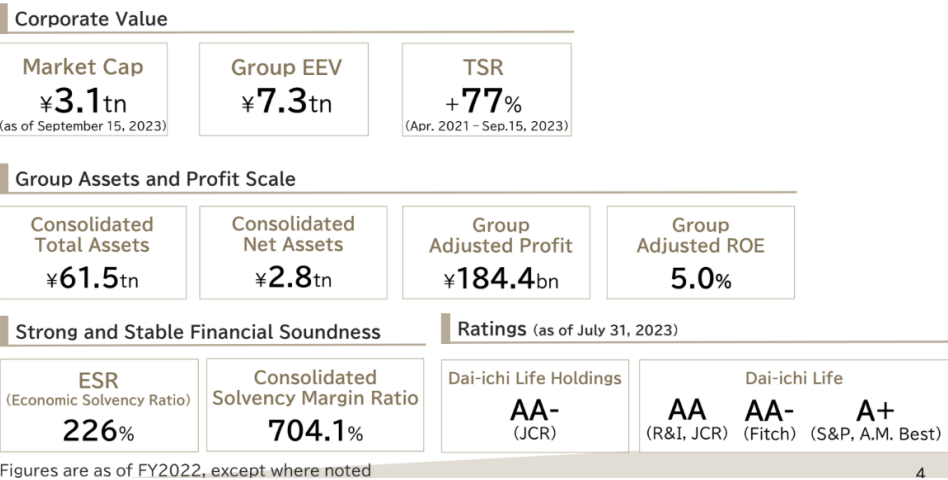 Corporate Value
Market Cap
¥3.1tn
(as of September 15, 2023)
Group EEV
¥7.3tn
TSR
+77%
(Apr. 2021 – Sep.15, 2023)
Group Assets and Profit Scale
Consolidated
Total Assets
¥61.5tn
Consolidated
Net Assets
¥2.8tn
Group
Adjusted Profit
¥184.4bn
Group
Adjusted ROE
5.0%
Strong and Stable Financial Soundness
ESR
(Economic Solvency Ratio)
226%
Consolidated
Solvency Margin Ratio
704.1%
Ratings (as of July 31, 2023)
Dai-ichi Life Holdings
AA-
(JCR)
Dai-ichi Life
AA AA- A+
(R&I, JCR) (Fitch) (S&P, A.M. Best)
Figures are as of FY2022, except where noted
4